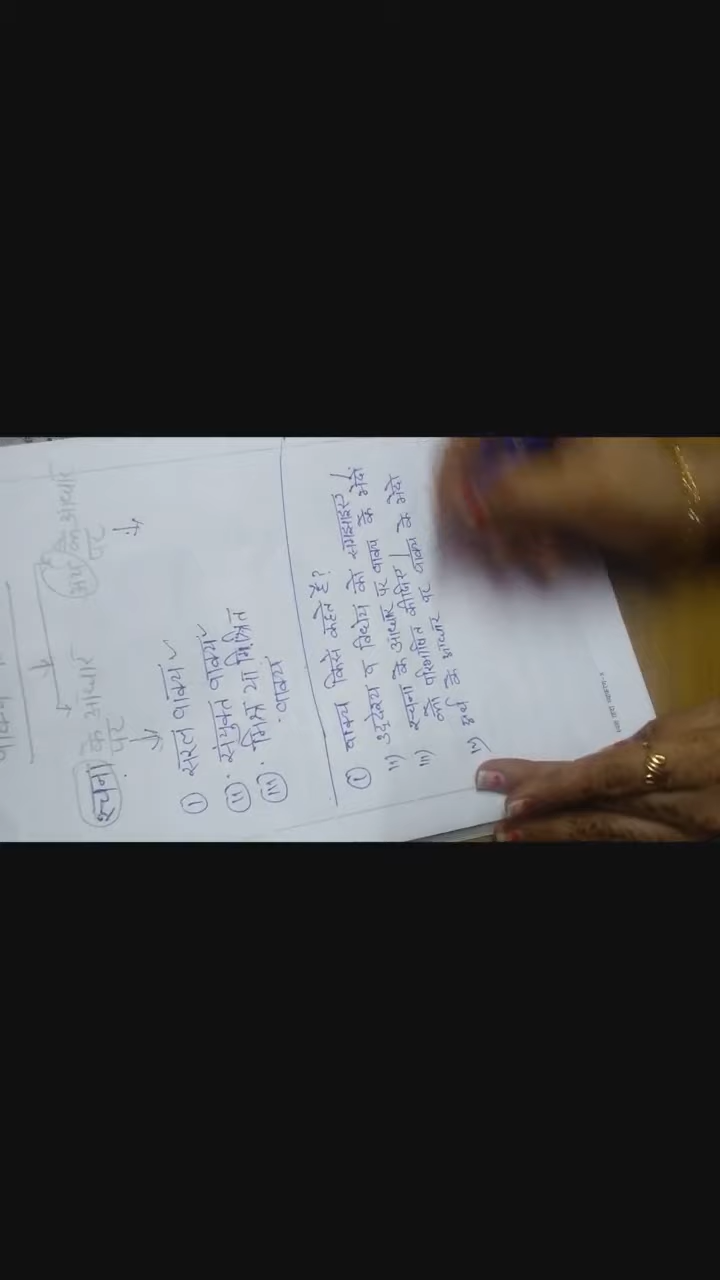 रचना के आधार
पर
अर्थ के आधार
पर
① सरल वाक्य ✓
(ii) संयुक्त वाक्य ✓
(iii) मिश्र या मिश्रित
वाक्य
① वाक्य किसे कहते है?
ii) उद्देश्य व विधेय को समझाइए।
iii) रचना के आधार पर वाक्य के भेदों
को परिभाषित कीजिए।
iv) अर्थ के आधार पर वाक्य के भेदों